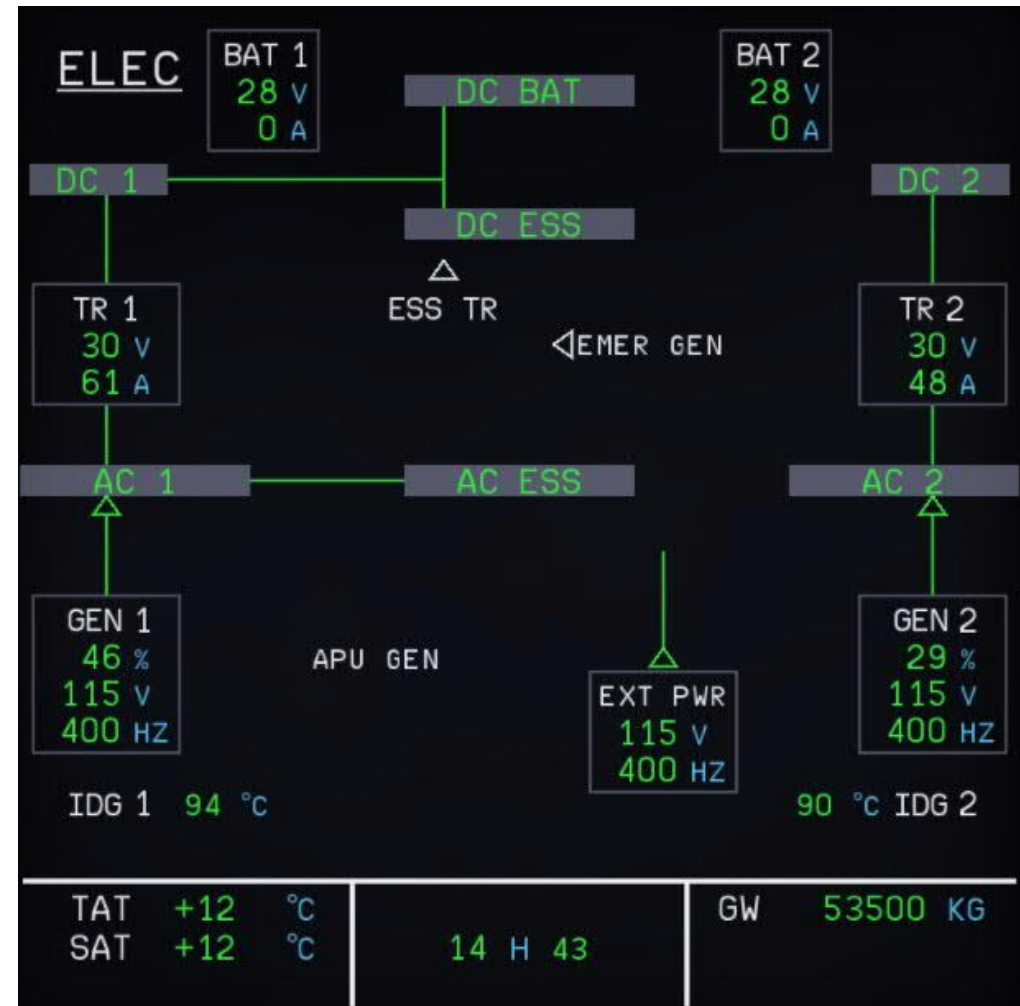 ELEC
BAT 1
28 V
0 A
DC BAT
BAT 2
28 V
0 A
DC 1
DC 2
DC ESS
TR 1
30 V
61 A
ESS TR
EMER GEN
TR 2
30 V
48 A
AC 1
AC ESS
AC 2
GEN 1
46 %
115 V
400 HZ
APU GEN
EXT PWR
115 V
400 HZ
GEN 2
29 %
115 V
400 HZ
IDG 1 94 °C
90 °C IDG 2
TAT +12 °C
SAT +12 °C
14 H 43
GW 53500 KG